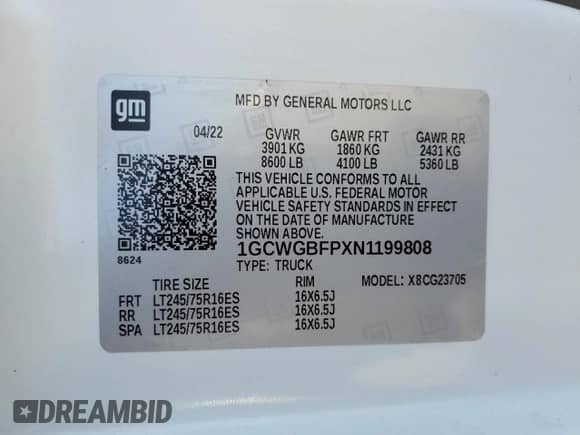 gm
MFD BY GENERAL MOTORS LLC
04/22 GVWR GAWR FRT GAWR RR
3901 KG 1860 KG 2431 KG
8600 LB 4100 LB 5360 LB
THIS VEHICLE CONFORMS TO ALL
APPLICABLE U.S. FEDERAL MOTOR
VEHICLE SAFETY STANDARDS IN EFFECT
ON THE DATE OF MANUFACTURE
SHOWN ABOVE.
8624
1GCWGBFPXN1199808
TYPE: TRUCK MODEL: X8CG23705
TIRE SIZE RIM
FRT LT245/75R16ES 16X6.5J
RR LT245/75R16ES 16X6.5J
SPA LT245/75R16ES 16X6.5J
DREAMBID